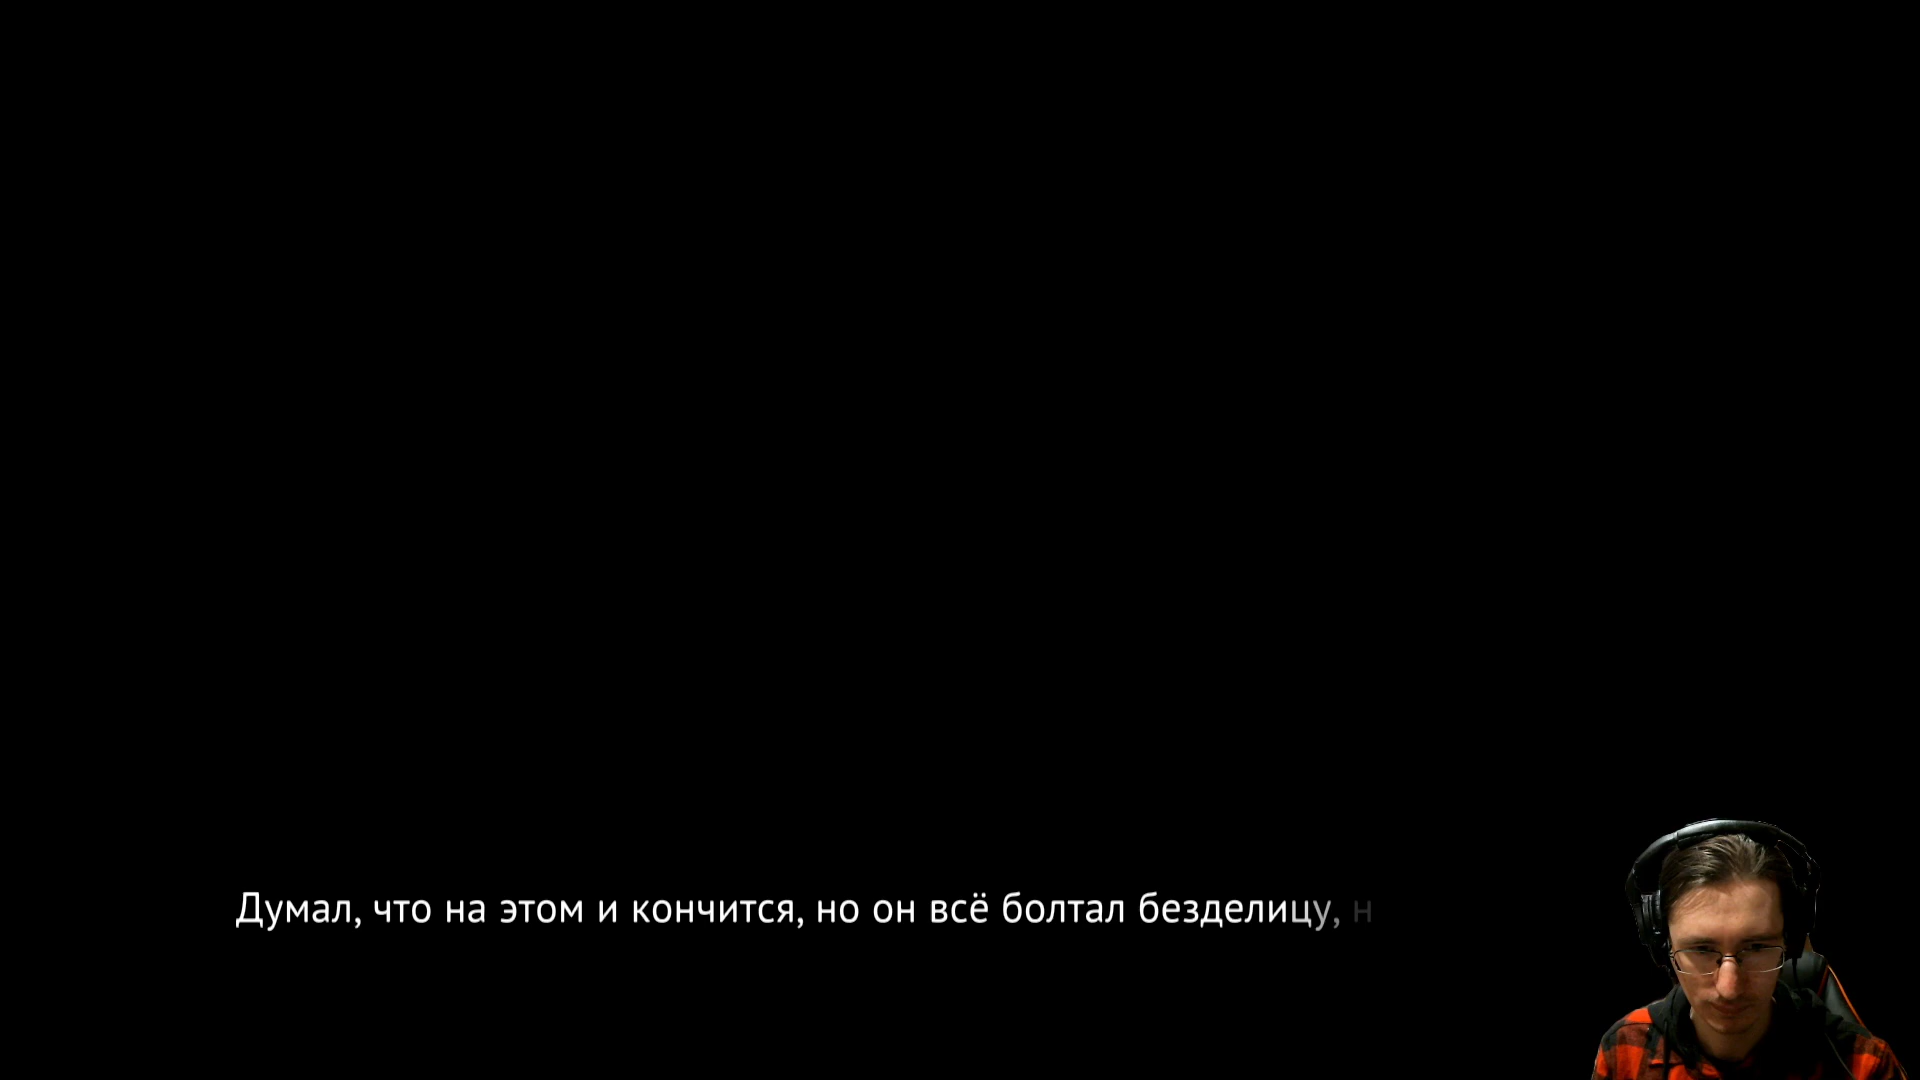 Думал, что на этом и кончится, но он всё болтал безделицу, н